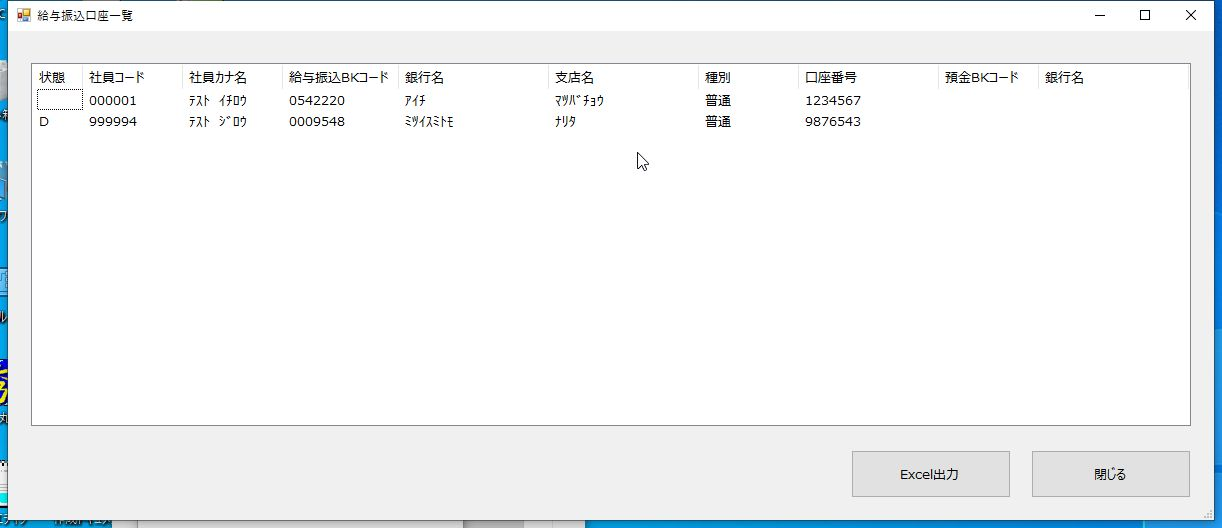 給与振込口座一覧
状態 社員コード 社員カナ名 給与振込BKコード 銀行名 支店名 種別 口座番号 預金BKコード 銀行名
000001 ﾃｽﾄ ｲﾁﾛｳ 0542220 ｱｲﾁ ﾏﾂﾊﾞﾁｮｳ 普通 1234567
D 999994 ﾃｽﾄ ｼﾞﾛｳ 0009548 ﾐﾂｲｽﾐﾄﾓ ﾅﾘﾀ 普通 9876543
Excel出力 閉じる